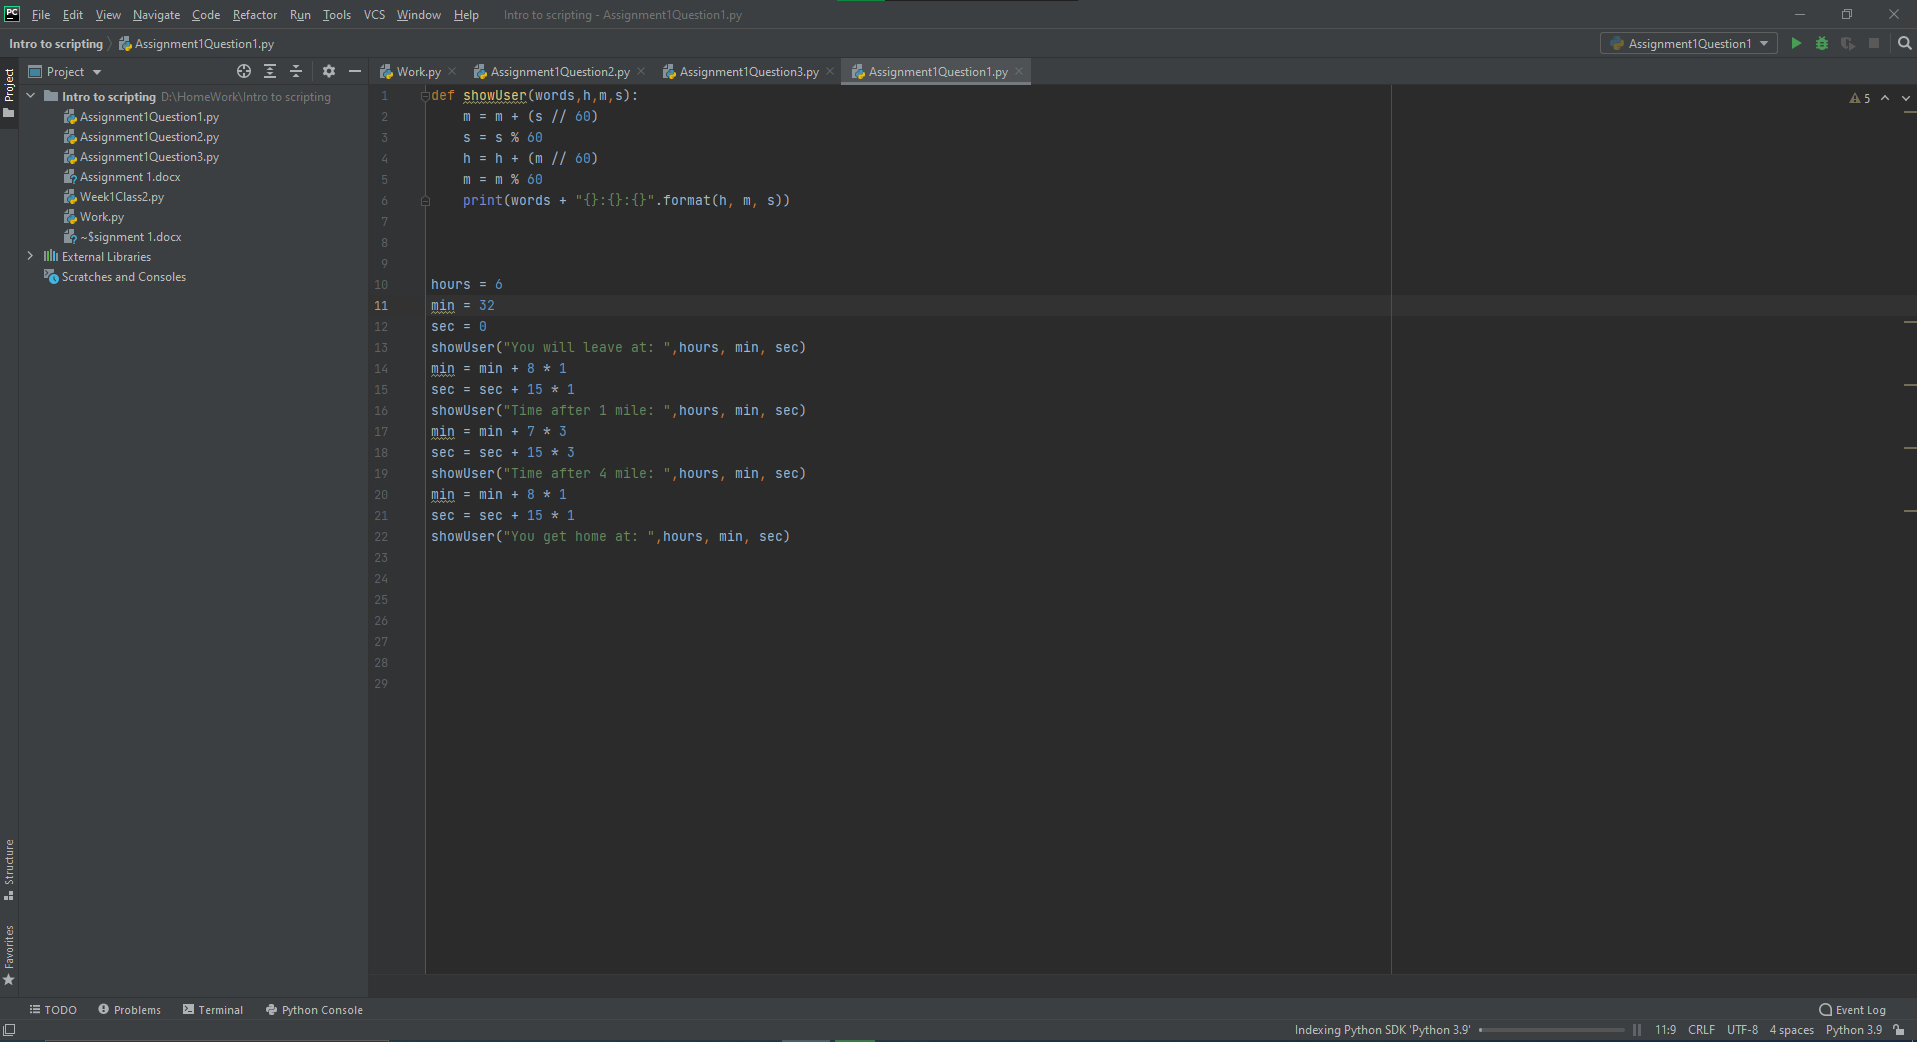 PC File Edit View Navigate Code Refactor Run Tools VCS Window Help Intro to scripting - Assignment1Question1.py
Intro to scripting Assignment1Question1.py Assignment1Question1
Project
Project
Work.py Assignment1Question2.py Assignment1Question3.py Assignment1Question1.py
Intro to scripting D:\HomeWork\Intro to scripting
Assignment1Question1.py
Assignment1Question2.py
Assignment1Question3.py
Assignment 1.docx
Week1Class2.py
Work.py
~$signment 1.docx
External Libraries
Scratches and Consoles
5
1 def showUser(words,h,m,s):
2 m = m + (s // 60)
3 s = s % 60
4 h = h + (m // 60)
5 m = m % 60
6 print(words + "{}:{}:{}".format(h, m, s))
7
8
9
10 hours = 6
11 min = 32
12 sec = 0
13 showUser("You will leave at: ",hours, min, sec)
14 min = min + 8 * 1
15 sec = sec + 15 * 1
16 showUser("Time after 1 mile: ",hours, min, sec)
17 min = min + 7 * 3
18 sec = sec + 15 * 3
19 showUser("Time after 4 mile: ",hours, min, sec)
20 min = min + 8 * 1
21 sec = sec + 15 * 1
22 showUser("You get home at: ",hours, min, sec)
23
24
25
26
27
28
29
Structure
Favorites
TODO Problems Terminal Python Console Event Log
Indexing Python SDK 'Python 3.9' 11:9 CRLF UTF-8 4 spaces Python 3.9